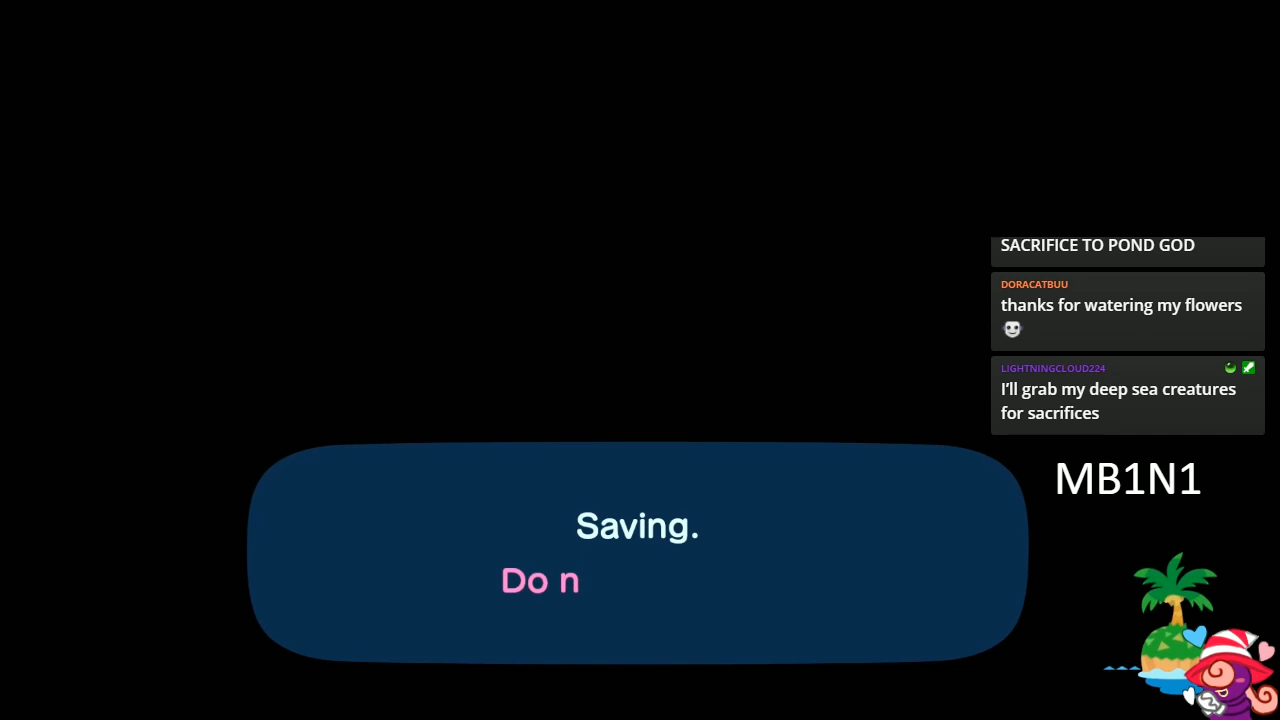 SACRIFICE TO POND GOD
DORACATBUU
thanks for watering my flowers
LIGHTNINGCLOUD224
I'll grab my deep sea creatures
for sacrifices
MB1N1
Saving.
Do n